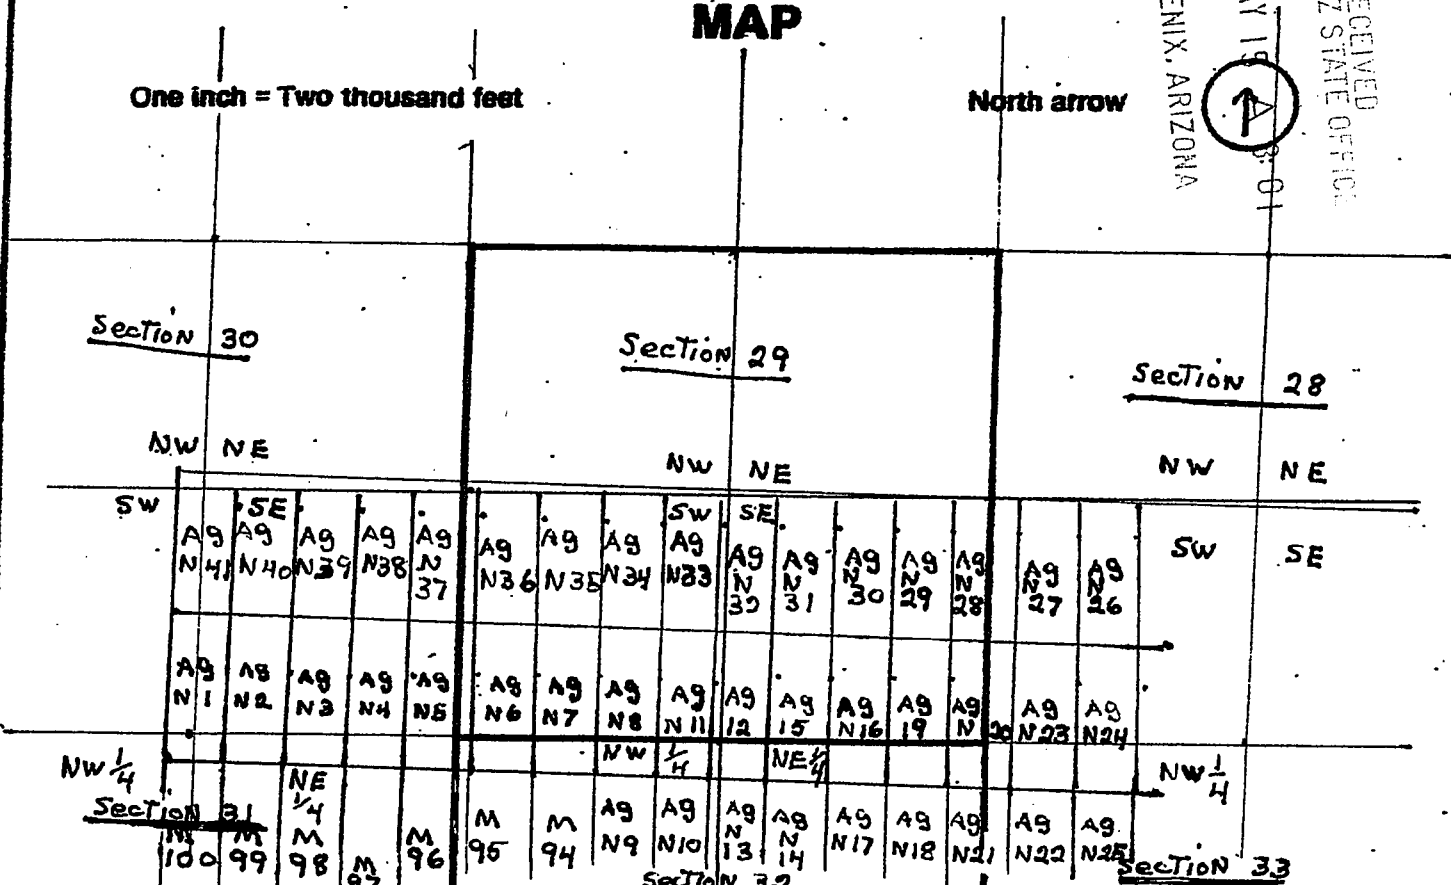 MAP
One inch = Two thousand feet
North arrow
ECEIVED
Z STATE OFFICE
ENIX, ARIZONA
Section 30
Section 29
Section 28
NW NE
NW NE
NW NE
SW SE
SW SE
SW SE
Ag N41
Ag N40
Ag N39
Ag N38
Ag N 37
Ag N36
Ag N35
Ag N34
Ag N33
Ag N 32
Ag N 31
Ag N 30
Ag N 29
Ag N 28
Ag N 27
Ag N 26
Ag N 1
Ag N2
Ag N3
Ag N4
Ag N5
Ag N6
Ag N7
Ag N8
Ag N11
Ag 12
Ag 15
Ag N16
Ag 19
Ag N 20
Ag N23
Ag N24
NW 1/4
NE 1/4
NW 1/4
NE 1/4
NW 1/4
Section 31
M 100
M 99
M 98
M 97
M 96
M 95
M 94
Ag N9
Ag N10
Ag N 13
Ag N 14
Ag N17
Ag N18
Ag N21
Ag N22
Ag N25
Section 32
Section 33